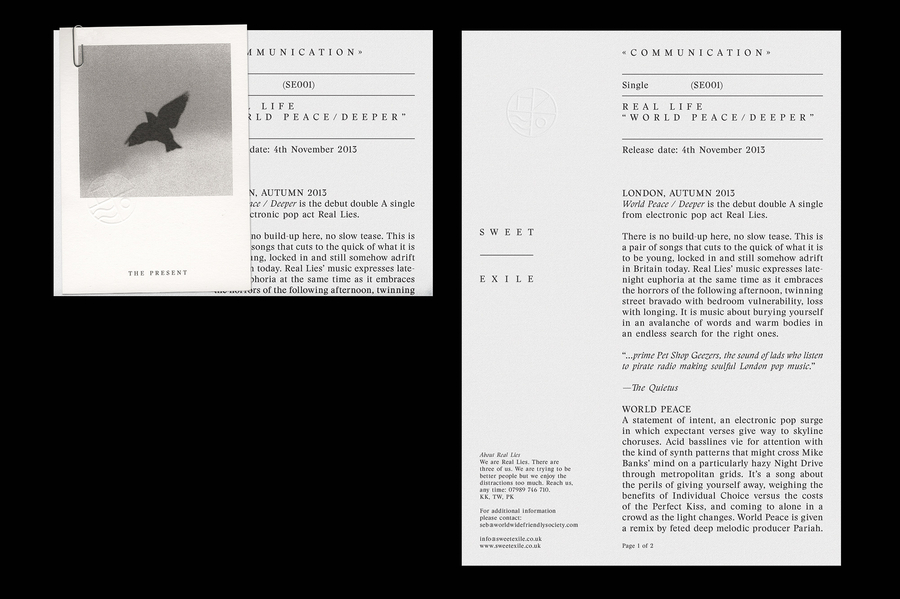 THE PRESENT
MMUNICATION»
(SE001)
L LIFE
RLD PEACE/DEEPER”
date: 4th November 2013
N, AUTUMN 2013
ce / Deeper is the debut double A single
ctronic pop act Real Lies.
no build-up here, no slow tease. This is
songs that cuts to the quick of what it is
ng, locked in and still somehow adrift
n today. Real Lies’ music expresses late-
phoria at the same time as it embraces
the horrors of the following afternoon, twinning
SWEET
EXILE
About Real Lies
We are Real Lies. There are
three of us. We are trying to be
better people but we enjoy the
distractions too much. Reach us,
any time: 07989 746 710.
KK, TW, PK
For additional information
please contact:
seb@worldwidefriendlysociety.com
info@sweetexile.co.uk
www.sweetexile.co.uk
«COMMUNICATION»
Single (SE001)
REAL LIFE
“WORLD PEACE/DEEPER”
Release date: 4th November 2013
LONDON, AUTUMN 2013
World Peace / Deeper is the debut double A single
from electronic pop act Real Lies.
There is no build-up here, no slow tease. This is
a pair of songs that cuts to the quick of what it is
to be young, locked in and still somehow adrift
in Britain today. Real Lies’ music expresses late-
night euphoria at the same time as it embraces
the horrors of the following afternoon, twinning
street bravado with bedroom vulnerability, loss
with longing. It is music about burying yourself
in an avalanche of words and warm bodies in
an endless search for the right ones.
“...prime Pet Shop Geezers, the sound of lads who listen
to pirate radio making soulful London pop music.”
—The Quietus
WORLD PEACE
A statement of intent, an electronic pop surge
in which expectant verses give way to skyline
choruses. Acid basslines vie for attention with
the kind of synth patterns that might cross Mike
Banks’ mind on a particularly hazy Night Drive
through metropolitan grids. It’s a song about
the perils of giving yourself away, weighing the
benefits of Individual Choice versus the costs
of the Perfect Kiss, and coming to alone in a
crowd as the light changes. World Peace is given
a remix by feted deep melodic producer Pariah.
Page 1 of 2